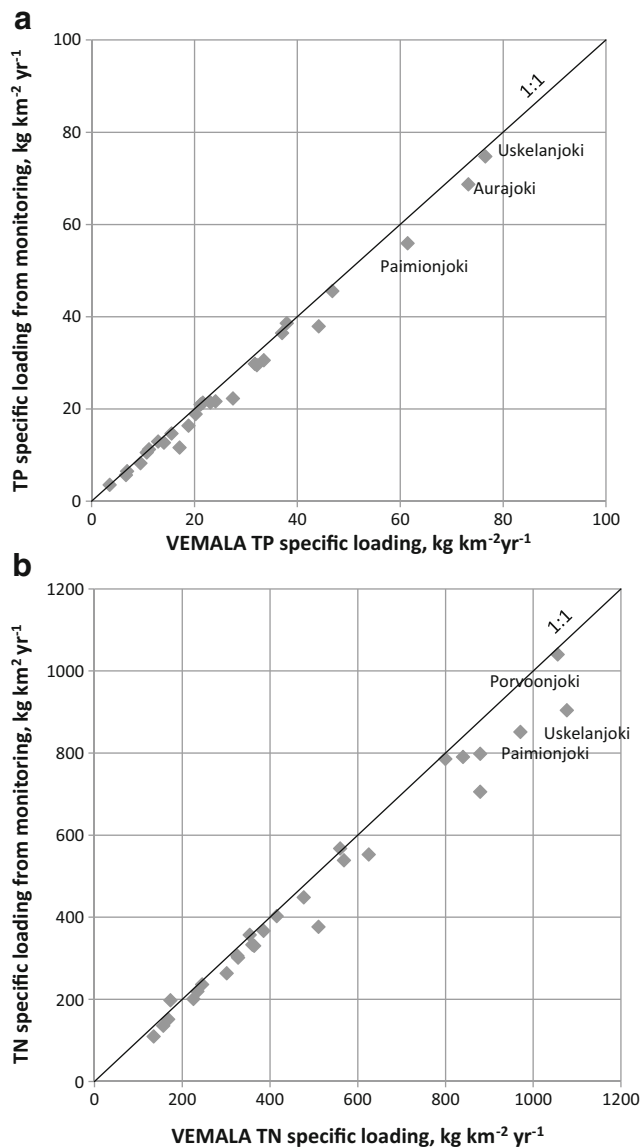 a
100
80
60
40
20
0
TP specific loading from monitoring, kg km⁻² yr⁻¹
1:1
Uskelanjoki
Aurajoki
Paimionjoki
0 20 40 60 80 100
VEMALA TP specific loading, kg km⁻²yr⁻¹
b
1200
1000
800
600
400
200
0
TN specific loading from monitoring, kg km² yr⁻¹
1:1
Porvoonjoki
Uskelanjoki
Paimionjoki
0 200 400 600 800 1000 1200
VEMALA TN specific loading, kg km⁻² yr⁻¹